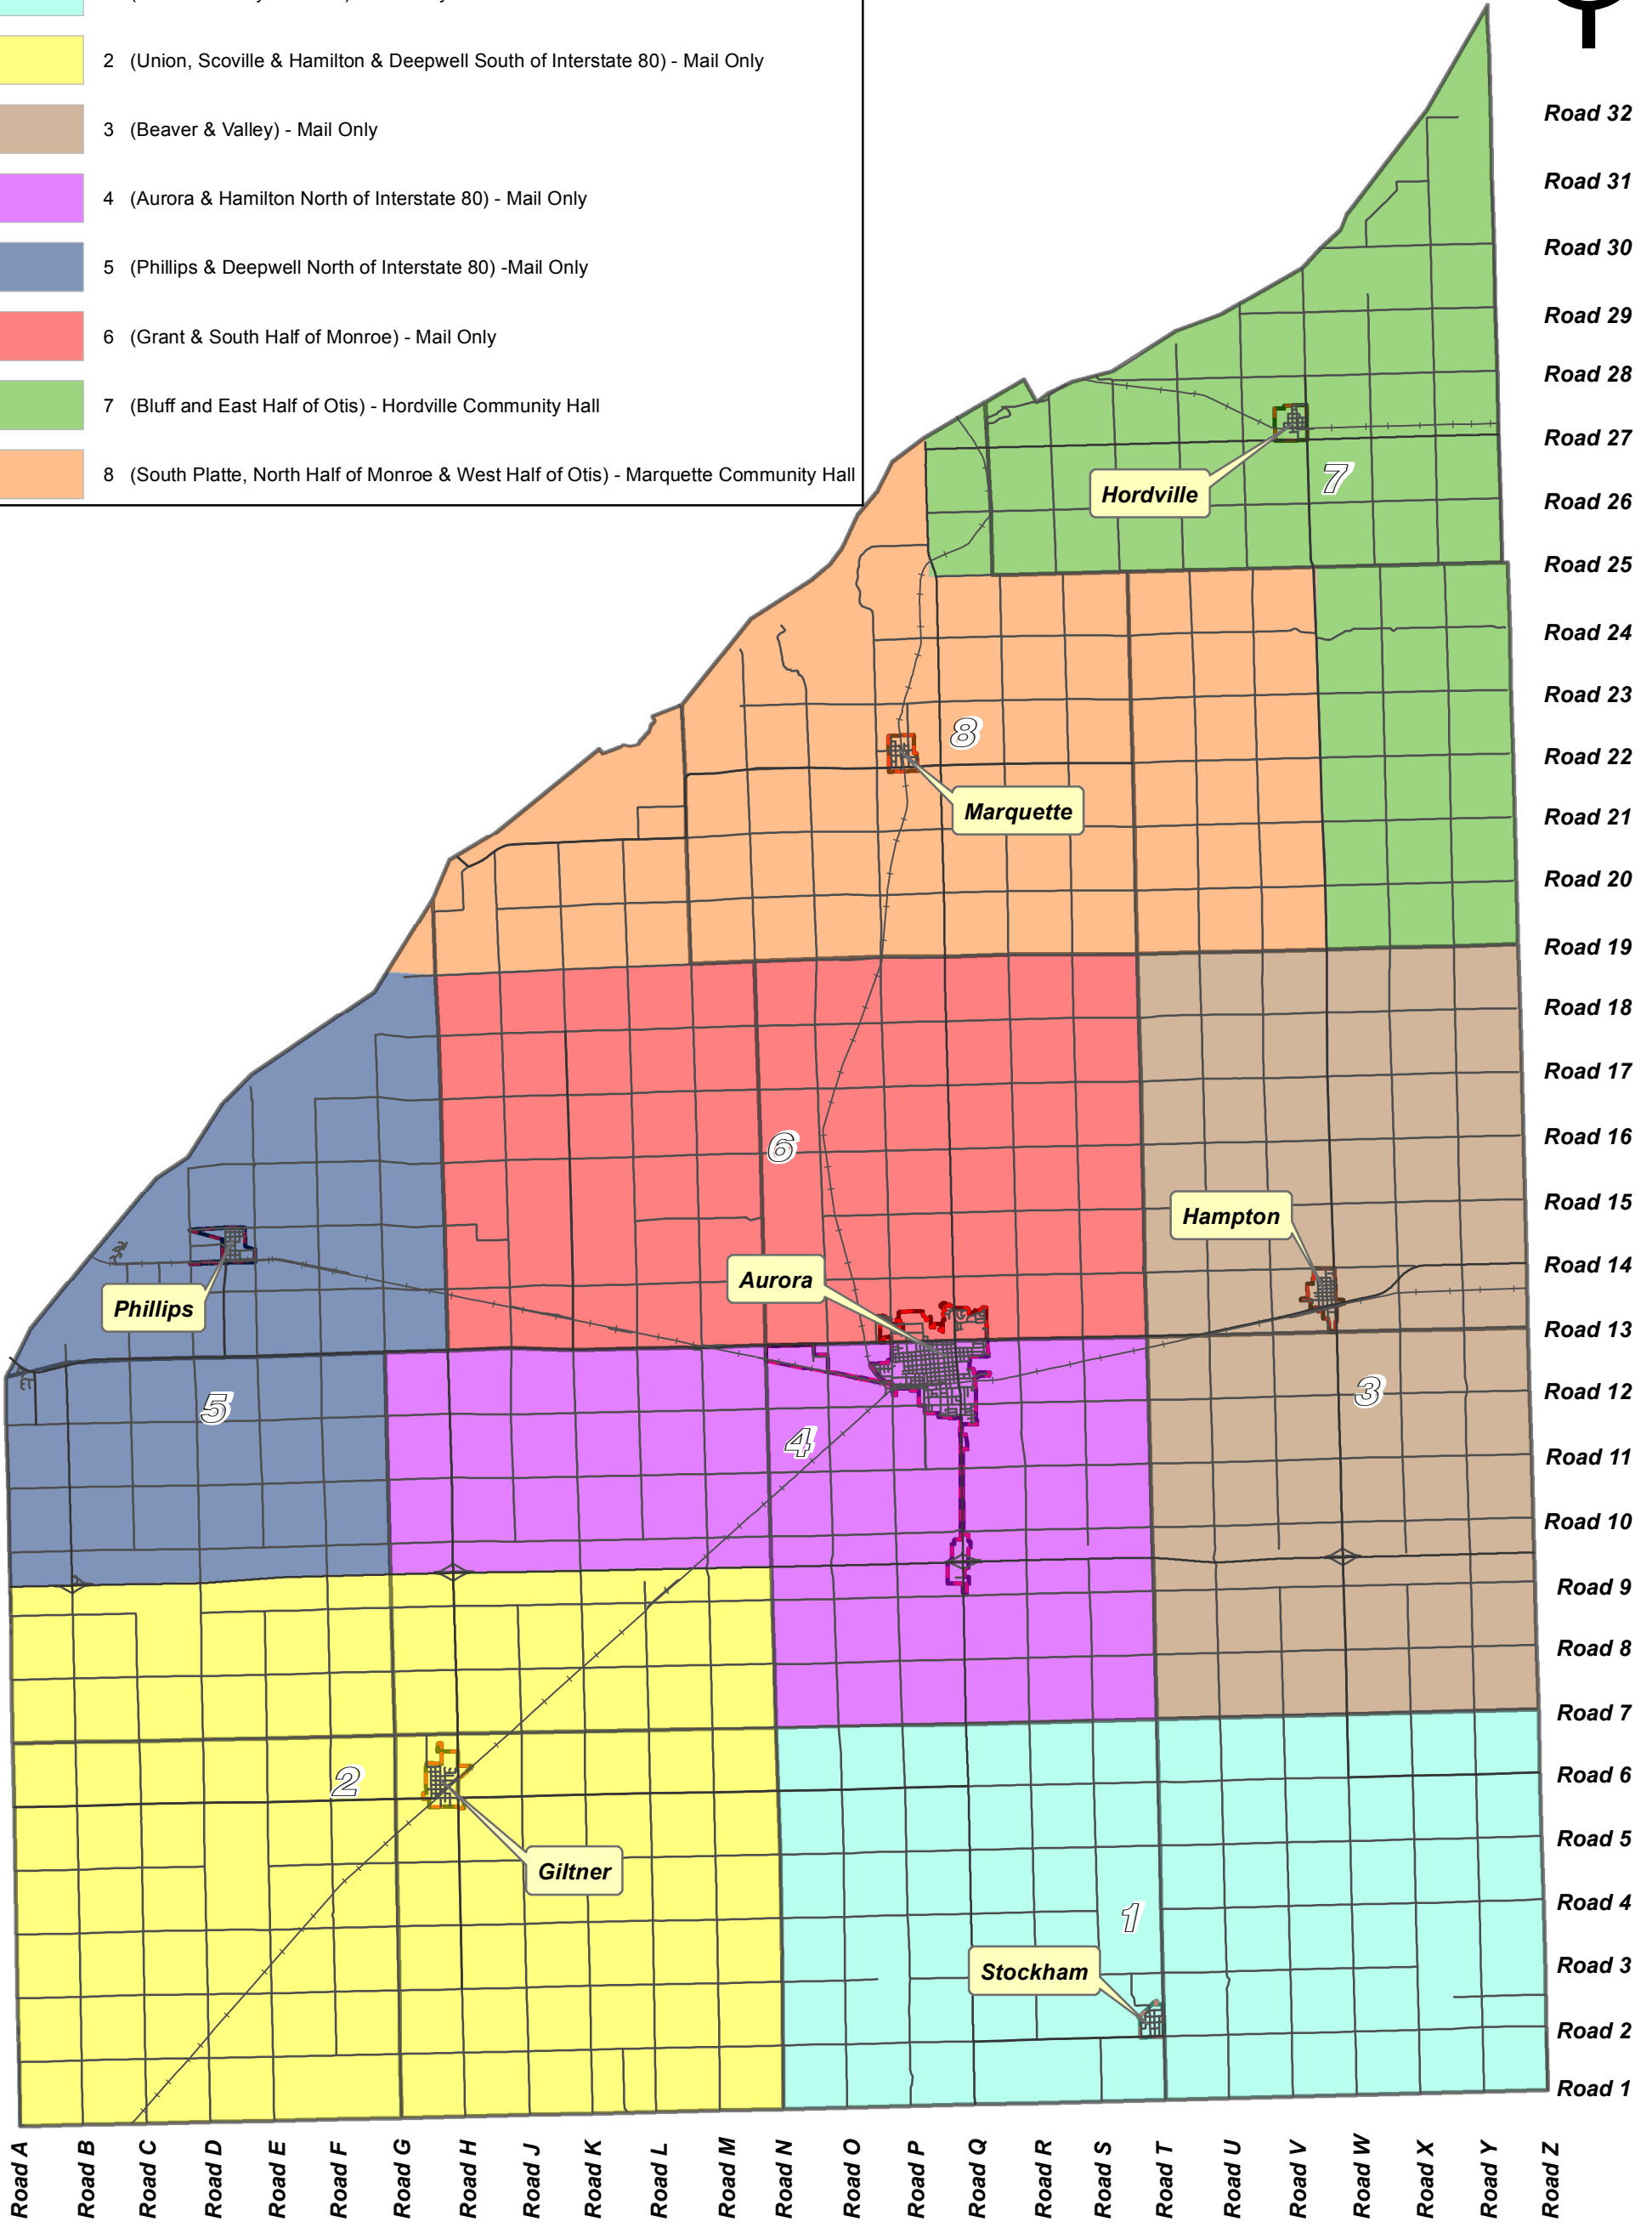 2 (Union, Scoville & Hamilton & Deepwell South of Interstate 80) - Mail Only
3 (Beaver & Valley) - Mail Only
4 (Aurora & Hamilton North of Interstate 80) - Mail Only
5 (Phillips & Deepwell North of Interstate 80) -Mail Only
6 (Grant & South Half of Monroe) - Mail Only
7 (Bluff and East Half of Otis) - Hordville Community Hall
8 (South Platte, North Half of Monroe & West Half of Otis) - Marquette Community Hall
Road 32
Road 31
Road 30
Road 29
Road 28
Road 27
Hordville
7
Road 26
Road 25
Road 24
Road 23
8
Road 22
Marquette
Road 21
Road 20
Road 19
Road 18
Road 17
6
Road 16
Road 15
Hampton
Road 14
Aurora
Phillips
Road 13
3
Road 12
5
4
Road 11
Road 10
Road 9
Road 8
Road 7
2
Road 6
Road 5
Giltner
Road 4
1
Road 3
Stockham
Road 2
Road 1
Road A
Road B
Road C
Road D
Road E
Road F
Road G
Road H
Road J
Road K
Road L
Road M
Road N
Road O
Road P
Road Q
Road R
Road S
Road T
Road U
Road V
Road W
Road X
Road Y
Road Z